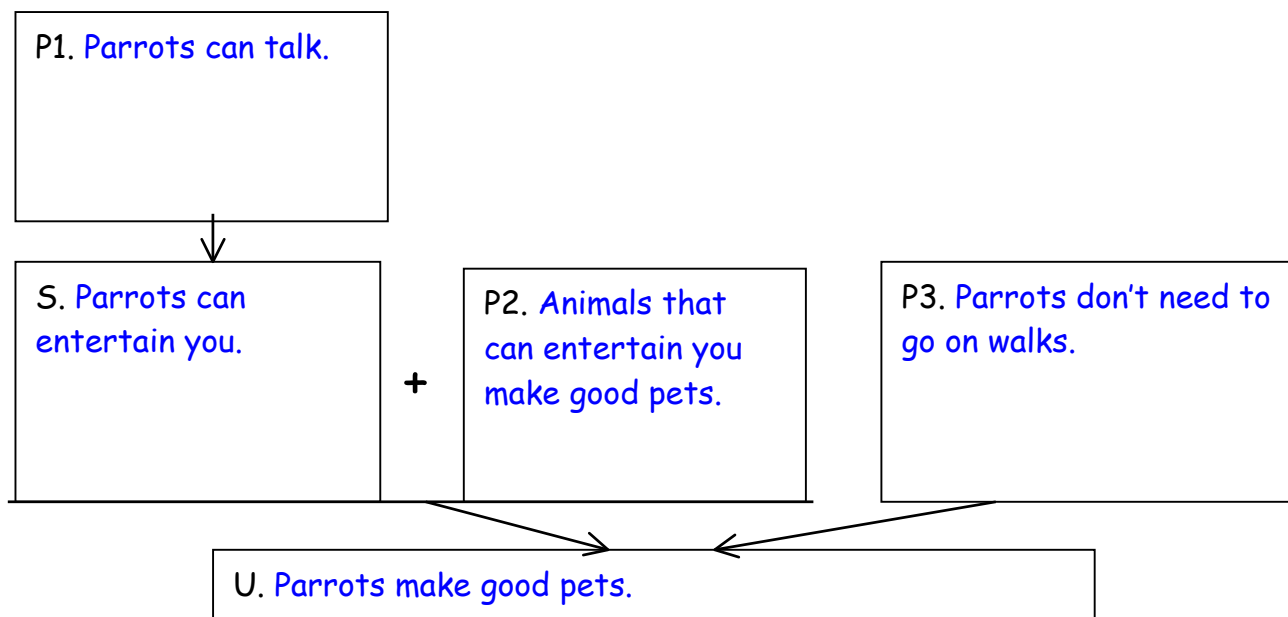 P1. Parrots can talk.
S. Parrots can
entertain you.
+
P2. Animals that
can entertain you
make good pets.
P3. Parrots don’t need to
go on walks.
U. Parrots make good pets.